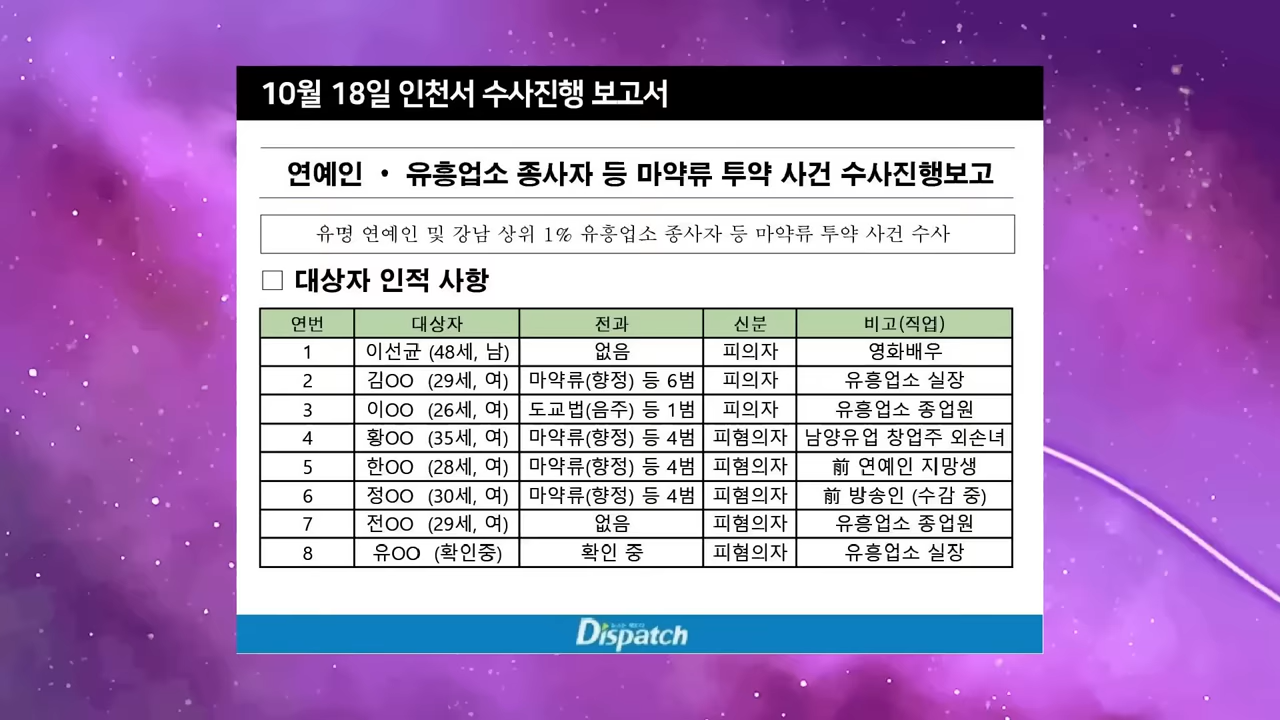 10월 18일 인천서 수사진행 보고서
연예인 • 유흥업소 종사자 등 마약류 투약 사건 수사진행보고
유명 연예인 및 강남 상위 1% 유흥업소 종사자 등 마약류 투약 사건 수사
□ 대상자 인적 사항
연번 대상자 전과 신분 비고(직업)
1 이선균 (48세, 남) 없음 피의자 영화배우
2 김OO (29세, 여) 마약류(향정) 등 6범 피의자 유흥업소 실장
3 이OO (26세, 여) 도교법(음주) 등 1범 피의자 유흥업소 종업원
4 황OO (35세, 여) 마약류(향정) 등 4범 피혐의자 남양유업 창업주 외손녀
5 한OO (28세, 여) 마약류(향정) 등 4범 피혐의자 前 연예인 지망생
6 정OO (30세, 여) 마약류(향정) 등 4범 피혐의자 前 방송인 (수감 중)
7 전OO (29세, 여) 없음 피혐의자 유흥업소 종업원
8 유OO (확인중) 확인 중 피혐의자 유흥업소 실장
Dispatch